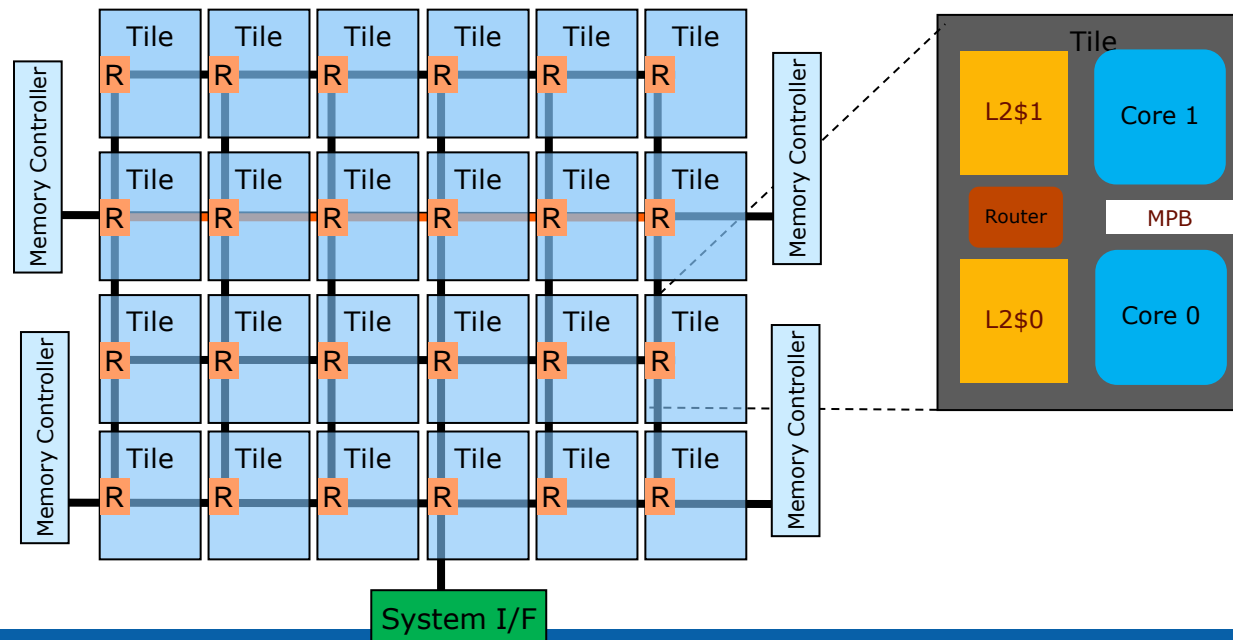 Tile Tile Tile Tile Tile Tile
R R R R R R
Memory Controller
Memory Controller
Tile Tile Tile Tile Tile Tile
R R R R R R
Tile Tile Tile Tile Tile Tile
R R R R R R
Memory Controller
Memory Controller
Tile Tile Tile Tile Tile Tile
R R R R R R
System I/F
Tile
L2$1
Core 1
Router
MPB
L2$0
Core 0